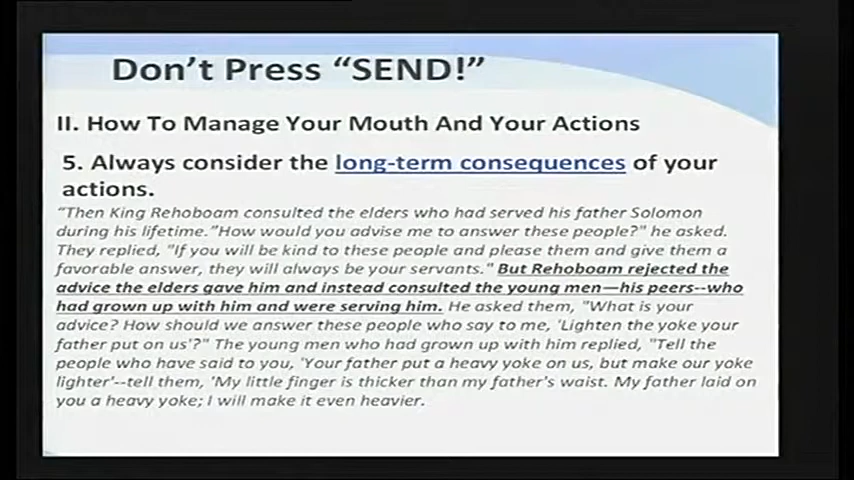 Don't Press “SEND!”
II. How To Manage Your Mouth And Your Actions
5. Always consider the long-term consequences of your
actions.
“Then King Rehoboam consulted the elders who had served his father Solomon
during his lifetime.”How would you advise me to answer these people?" he asked.
They replied, "If you will be kind to these people and please them and give them a
favorable answer, they will always be your servants." But Rehoboam rejected the
advice the elders gave him and instead consulted the young men—his peers--who
had grown up with him and were serving him. He asked them, "What is your
advice? How should we answer these people who say to me, 'Lighten the yoke your
father put on us'?" The young men who had grown up with him replied, "Tell the
people who have said to you, 'Your father put a heavy yoke on us, but make our yoke
lighter'--tell them, 'My little finger is thicker than my father's waist. My father laid on
you a heavy yoke; I will make it even heavier.